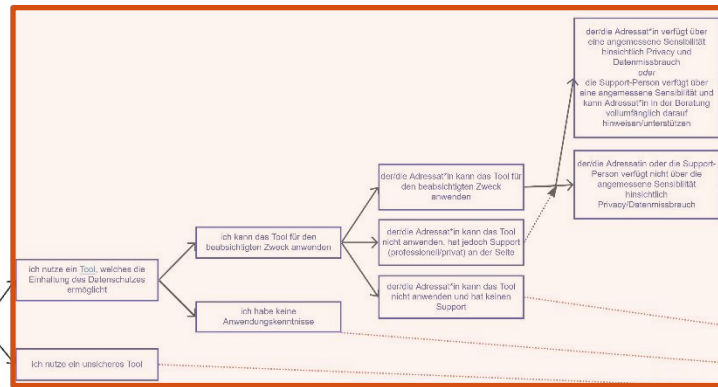 der/die Adressat*in verfügt über
eine angemessene Sensibilität
hinsichtlich Privacy und
Datenmissbrauch
oder
die Support-Person verfügt über
eine angemessene Sensibilität und
kann Adressat*in in der Beratung
vollumfänglich darauf
hinweisen/unterstützen
der/die Adressatin oder die Support-
Person verfügt nicht über die
angemessene Sensibilität
hinsichtlich
Privacy/Datenmissbrauch
der/die Adressat*in kann das Tool für
den beabsichtigten Zweck
anwenden
der/die Adressat*in kann das Tool
nicht anwenden, hat jedoch Support
(professionell/privat) an der Seite
der/die Adressat*in kann das Tool
nicht anwenden und hat keinen
Support
ich kann das Tool für den
beubsichtigten Zweck anwenden
ich habe keine
Anwendungskenntnisse
ich nutze ein Tool, welches die
Einhaltung des Datenschutzes
ermöglicht
ich nutze ein unsicheres Tool